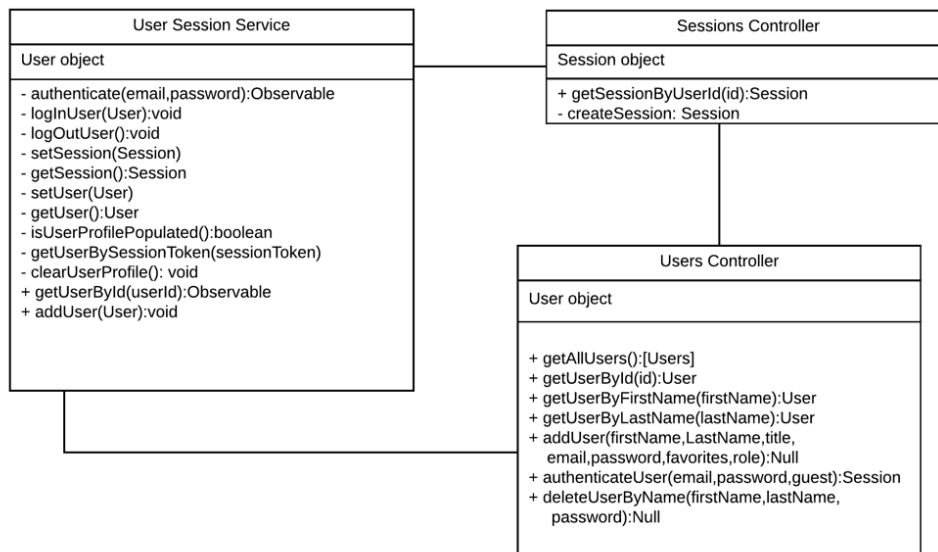 User Session Service
User object
- authenticate(email,password):Observable
- logInUser(User):void
- logOutUser():void
- setSession(Session)
- getSession():Session
- setUser(User)
- getUser():User
- isUserProfilePopulated():boolean
- getUserBySessionToken(sessionToken)
- clearUserProfile(): void
+ getUserById(userId):Observable
+ addUser(User):void
Sessions Controller
Session object
+ getSessionByUserId(id):Session
- createSession: Session
Users Controller
User object
+ getAllUsers():[Users]
+ getUserById(id):User
+ getUserByFirstName(firstName):User
+ getUserByLastName(lastName):User
+ addUser(firstName,LastName,title,
email,password,favorites,role):Null
+ authenticateUser(email,password,guest):Session
+ deleteUserByName(firstName,lastName,
password):Null